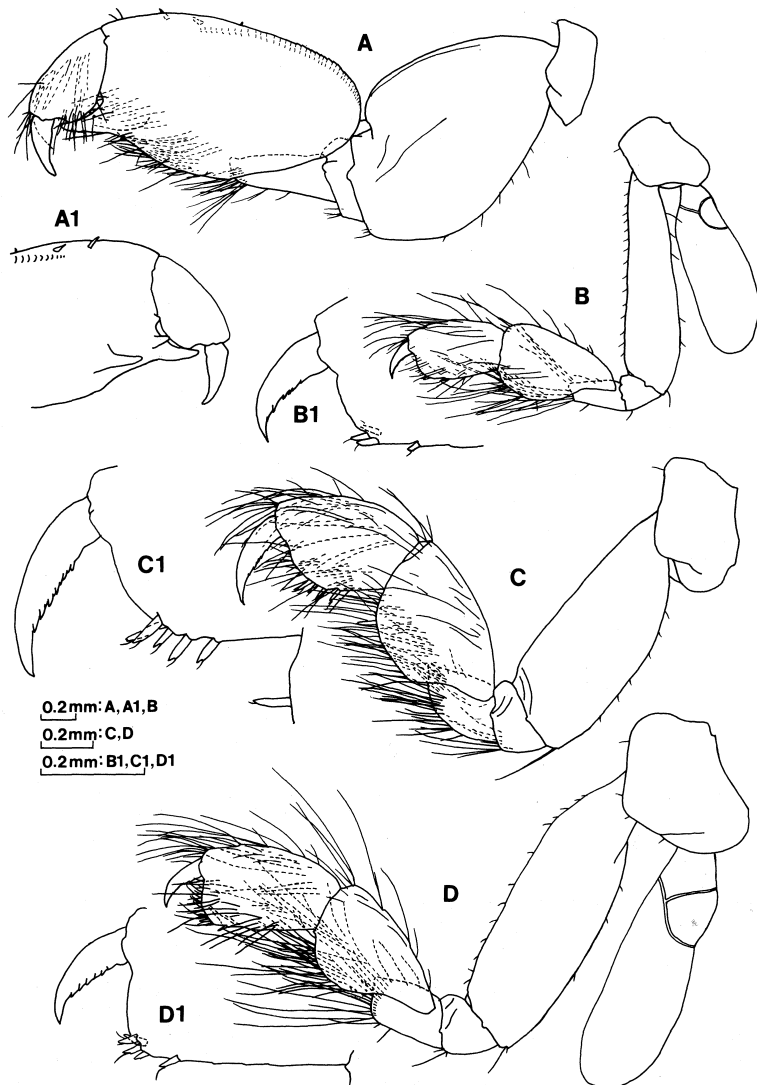 A
A1
B
B1
C1
C
0.2mm: A, A1, B
0.2mm: C, D
0.2mm: B1, C1, D1
D
D1